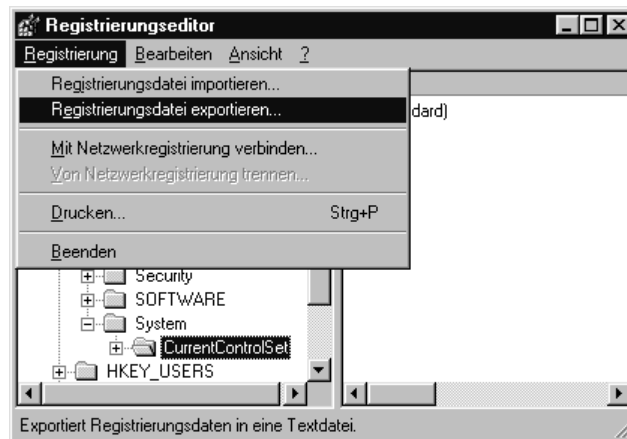 Registrierungseditor
Registrierung Bearbeiten Ansicht ?
Registrierungsdatei importieren...
Registrierungsdatei exportieren...
dard)
Mit Netzwerkregistrierung verbinden...
Von Netzwerkregistrierung trennen...
Drucken... Strg+P
Beenden
Security
SOFTWARE
System
CurrentControlSet
HKEY_USERS
Exportiert Registrierungsdaten in eine Textdatei.